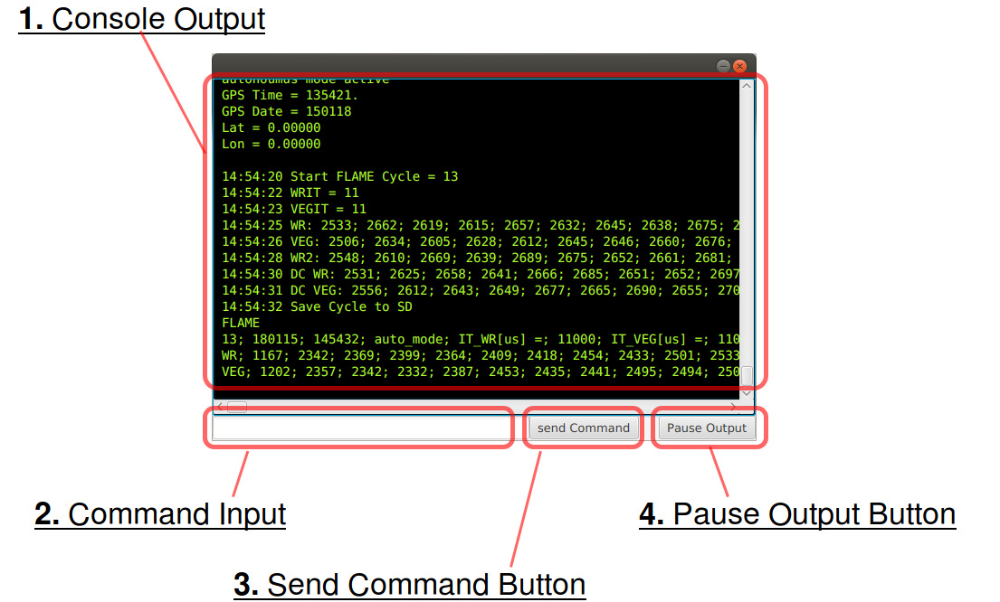 1. Console Output
autonoumus mode active
GPS Time = 135421.
GPS Date = 150118
Lat = 0.00000
Lon = 0.00000
14:54:20 Start FLAME Cycle = 13
14:54:22 WRIT = 11
14:54:23 VEGIT = 11
14:54:25 WR: 2533; 2662; 2619; 2615; 2657; 2632; 2645; 2638; 2675; 2
14:54:26 VEG: 2506; 2634; 2605; 2628; 2612; 2645; 2646; 2660; 2676;
14:54:28 WR2: 2548; 2610; 2669; 2639; 2689; 2675; 2652; 2661; 2681;
14:54:30 DC WR: 2531; 2625; 2658; 2641; 2666; 2685; 2651; 2652; 2697
14:54:31 DC VEG: 2556; 2612; 2643; 2649; 2677; 2665; 2690; 2655; 270
14:54:32 Save Cycle to SD
FLAME
13; 180115; 145432; auto_mode; IT_WR[us] =; 11000; IT_VEG[us] =; 110
WR; 1167; 2342; 2369; 2399; 2364; 2409; 2418; 2454; 2433; 2501; 2533
VEG; 1202; 2357; 2342; 2332; 2387; 2453; 2435; 2441; 2495; 2494; 250
send Command
Pause Output
2. Command Input
4. Pause Output Button
3. Send Command Button